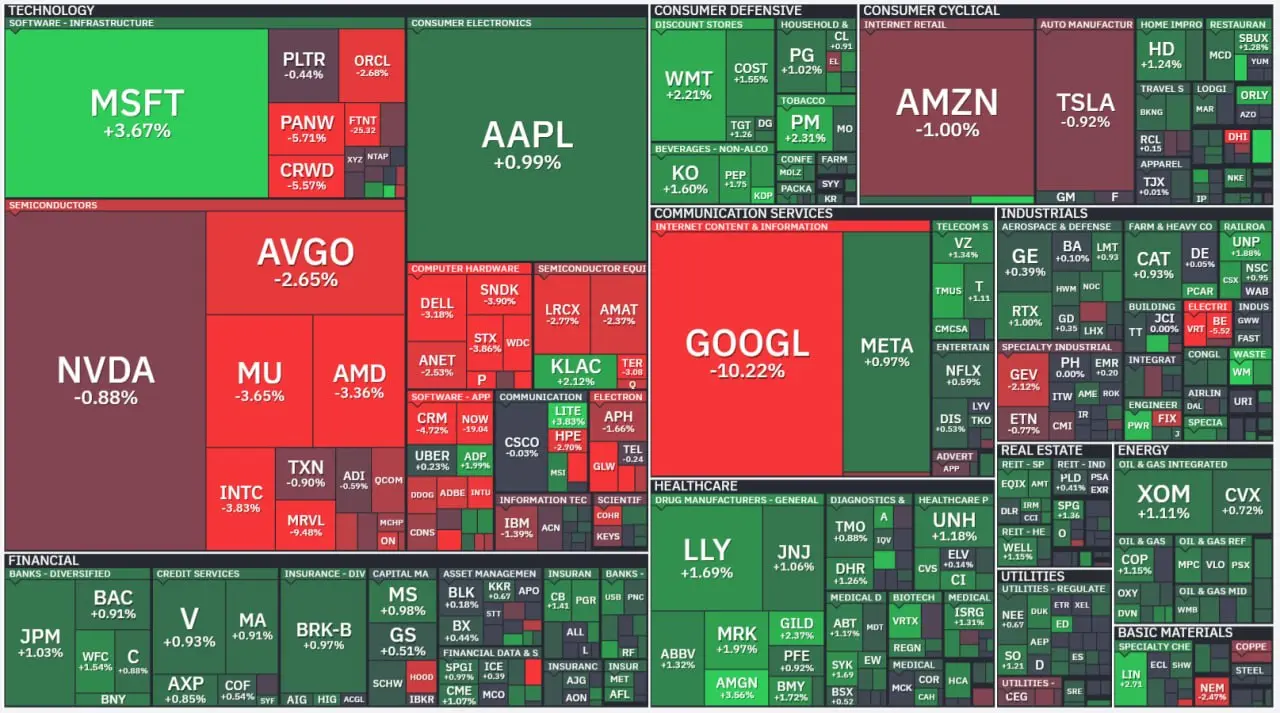 TECHNOLOGY
SOFTWARE - INFRASTRUCTURE
MSFT
+3.67%
PLTR
-0.44%
ORCL
-2.68%
PANW
-5.71%
FTNT
-25.32
CRWD
-5.57%
XYZ
NTAP
CONSUMER ELECTRONICS
AAPL
+0.99%
SEMICONDUCTORS
NVDA
-0.88%
AVGO
-2.65%
MU
-3.65%
AMD
-3.36%
INTC
-3.83%
TXN
-0.90%
ADI
-0.59%
QCOM
MRVL
-9.48%
MCHP
ON
COMPUTER HARDWARE
DELL
-3.18%
SNDK
-3.90%
ANET
-2.53%
STX
-3.86%
WDC
P
SEMICONDUCTOR EQUI
LRCX
-2.77%
AMAT
-2.37%
KLAC
+2.12%
TER
-3.08
Q
SOFTWARE - APP
CRM
-4.72%
NOW
-19.04
UBER
+0.23%
ADP
+1.99%
DDOG
ADBE
INTU
CDNS
COMMUNICATION
CSCO
-0.03%
LITE
+3.83%
HPE
-2.70%
MSI
ELECTRON
APH
-1.66%
GLW
TEL
-0.24
INFORMATION TEC
IBM
-1.39%
ACN
SCIENTIF
COHR
KEYS
FINANCIAL
BANKS - DIVERSIFIED
JPM
+1.03%
BAC
+0.91%
WFC
+1.54%
C
+0.88%
BNY
CREDIT SERVICES
V
+0.93%
MA
+0.91%
AXP
+0.85%
COF
+0.54%
SYF
INSURANCE - DIV
BRK-B
+0.97%
AIG
HIG
ACGL
CAPITAL MA
MS
+0.98%
GS
+0.51%
SCHW
HOOD
IBKR
ASSET MANAGEMEN
BLK
+0.18%
KKR
+0.67
APO
BX
+0.44%
STT
FINANCIAL DATA & S
SPGI
+0.97%
ICE
+0.39
CME
+1.07%
MCO
INSURAN
CB
+1.41
PGR
ALL
L
INSURANC
AJG
AON
BANKS -
USB
PNC
RF
INSUR
MET
AFL
CONSUMER DEFENSIVE
DISCOUNT STORES
WMT
+2.21%
COST
+1.55%
TGT
+1.26
DG
BEVERAGES - NON-ALCO
KO
+1.60%
PEP
+1.75
KDP
HOUSEHOLD &
PG
+1.02%
CL
+0.91
EL
TOBACCO
PM
+2.31%
MO
CONFE
MDLZ
FARM
PACKA
SYY
KR
CONSUMER CYCLICAL
INTERNET RETAIL
AMZN
-1.00%
AUTO MANUFACTUR
TSLA
-0.92%
GM
F
HOME IMPRO
HD
+1.24%
RESTAURAN
MCD
SBUX
+1.28%
YUM
TRAVEL S
BKNG
RCL
+0.15
LODGI
MAR
ORLY
AZO
DHI
APPAREL
TJX
+0.01%
NKE
IP
COMMUNICATION SERVICES
INTERNET CONTENT & INFORMATION
GOOGL
-10.22%
META
+0.97%
TELECOM S
VZ
+1.34%
TMUS
T
+1.11
CMCSA
ENTERTAIN
NFLX
+0.59%
DIS
+0.53%
LYV
TKO
ADVERT
APP
HEALTHCARE
DRUG MANUFACTURERS - GENERAL
LLY
+1.69%
JNJ
+1.06%
ABBV
+1.32%
MRK
+1.97%
GILD
+2.37%
PFE
+0.92%
AMGN
+3.56%
BMY
+1.72%
DIAGNOSTICS &
TMO
+0.88%
A
IQV
DHR
+1.26%
MEDICAL D
ABT
+1.17%
MDT
SYK
+1.69
EW
BSX
+0.52
HEALTHCARE P
UNH
+1.18%
CVS
ELV
+0.14%
CI
BIOTECH
VRTX
REGN
MEDICAL
ISRG
+1.31%
MEDICAL
MCK
COR
CAH
HCA
INDUSTRIALS
AEROSPACE & DEFENSE
GE
+0.39%
BA
+0.10%
LMT
+0.93
HWM
NOC
RTX
+1.00%
GD
+0.35
LHX
FARM & HEAVY CO
CAT
+0.93%
DE
+0.05%
PCAR
RAILROA
UNP
+1.88%
CSX
NSC
+0.95
WAB
BUILDING
TT
JCI
0.00%
ELECTRI
VRT
BE
-5.52
INDUS
GWW
FAST
SPECIALTY INDUSTRIAL
GEV
-2.12%
PH
0.00%
EMR
+0.20
ITW
AME
ROK
ETN
-0.77%
CMI
IR
INTEGRAT
CONGL
WASTE
WM
ENGINEER
PWR
FIX
J
AIRLIN
DAL
URI
SPECIA
REAL ESTATE
REIT - SP
EQIX
AMT
DLR
IRM
CCI
REIT - IND
PLD
+0.41%
PSA
EXR
SPG
+1.36
O
REIT - HE
WELL
+1.15%
UTILITIES
UTILITIES - REGULATE
NEE
+0.67
DUK
ETR
XEL
ED
SO
+1.21
AEP
D
ES
UTILITIES -
CEG
SRE
ENERGY
OIL & GAS INTEGRATED
XOM
+1.11%
CVX
+0.72%
OIL & GAS
COP
+1.15%
OXY
DVN
OIL & GAS REF
MPC
VLO
PSX
OIL & GAS MID
WMB
BASIC MATERIALS
SPECIALTY CHE
LIN
+2.71
ECL
SHW
COPPE
STEEL
NEM
-2.47%